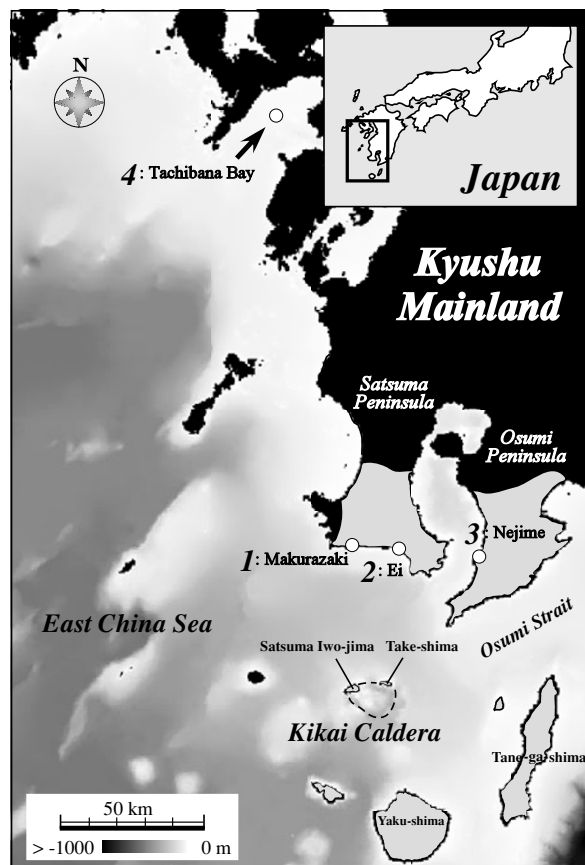 N
4: Tachibana Bay
Japan
Kyushu
Mainland
Satsuma
Peninsula
Osumi
Peninsula
3: Nejime
1: Makurazaki
2: Ei
East China Sea
Osumi Strait
Satsuma Iwo-jima
Take-shima
Kikai Caldera
Tane-ga-shima
Yaku-shima
50 km
> -1000
0 m